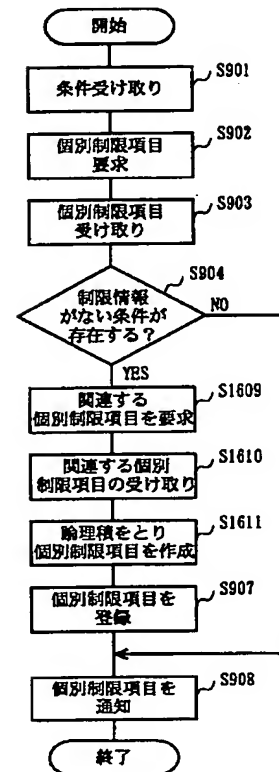 開始
条件受け取り
S901
個別制限項目
要求
S902
個別制限項目
受け取り
S903
制限情報
がない条件が
存在する？
S904
NO
YES
関連する
個別制限項目を要求
S1609
関連する個別
制限項目の受け取り
S1610
論理積をとり
個別制限項目を作成
S1611
個別制限項目を
登録
S907
個別制限項目を
通知
S908
終了